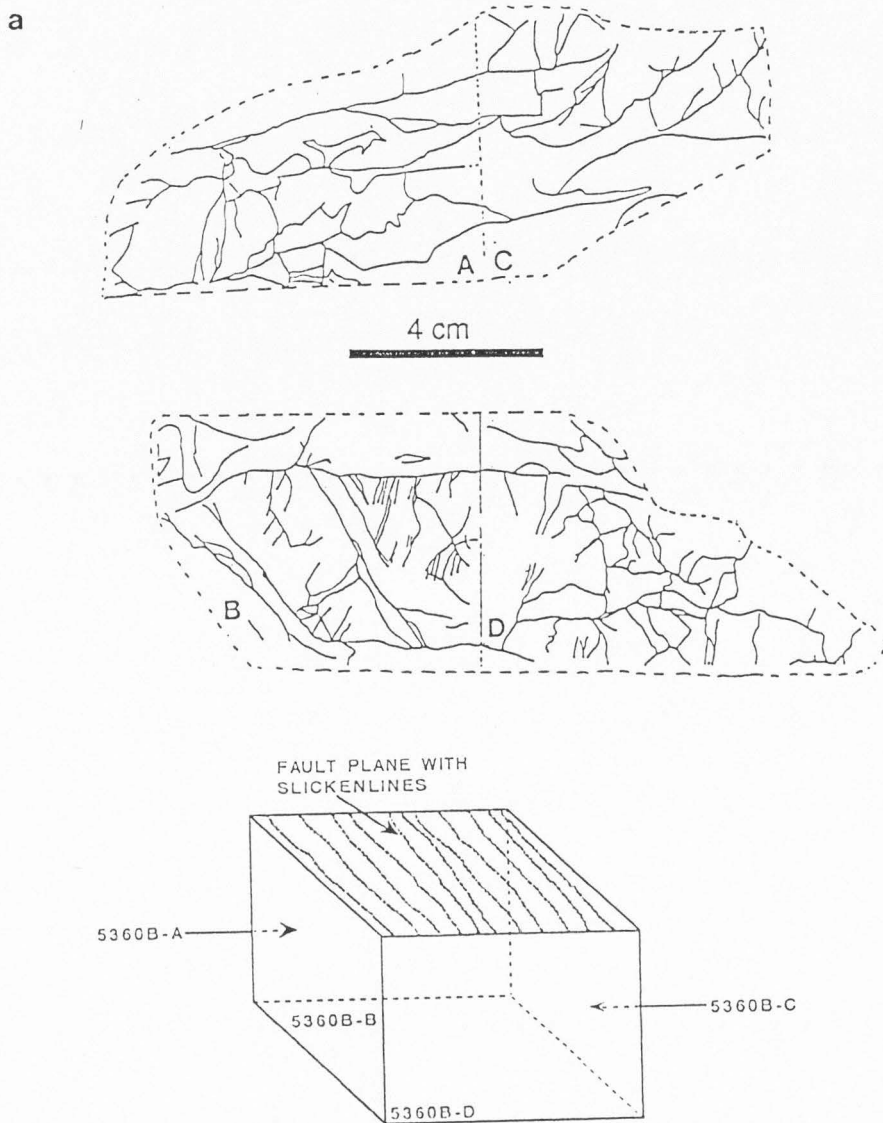 a
A C
4 cm
B
D
FAULT PLANE WITH
SLICKENLINES
5360B-A
5360B-C
5360B-B
5360B-D